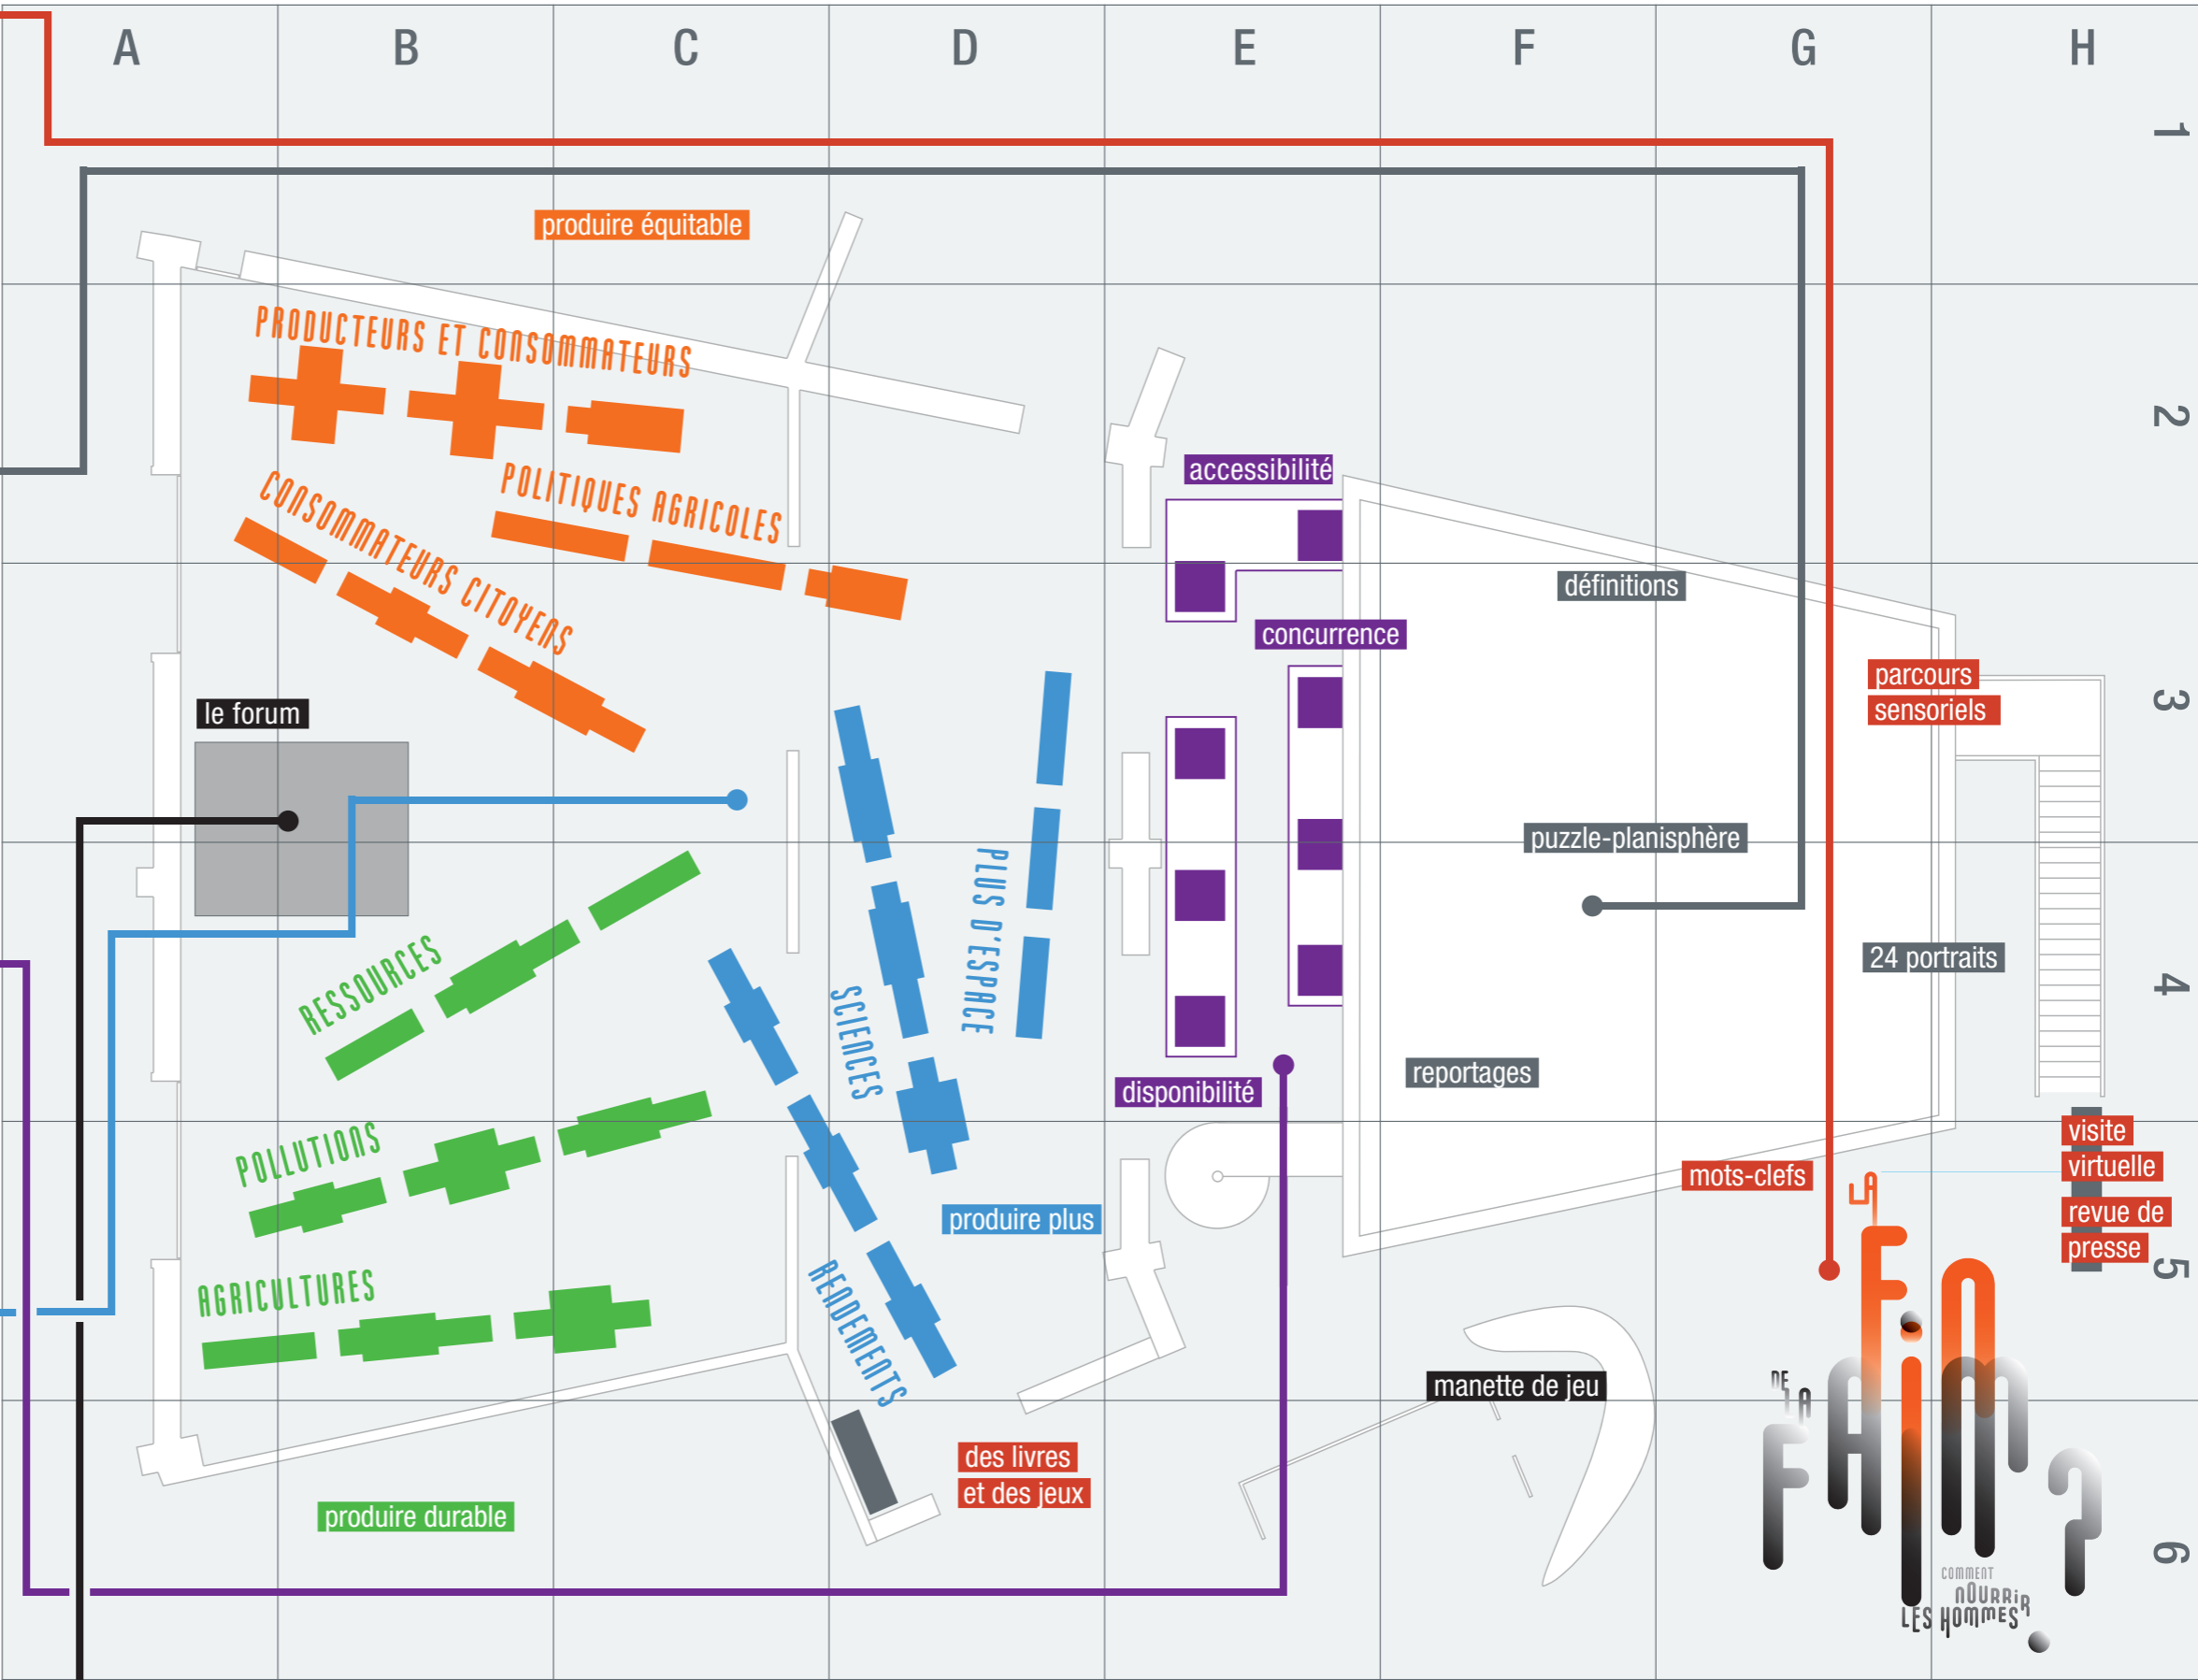 A
B
C
D
E
F
G
H
1
produire équitable
PRODUCTEURS ET CONSOMMATEURS
2
POLITIQUES AGRICOLES
accessibilité
CONSOMMATEURS CITOYENS
définitions
concurrence
parcours
sensoriels
3
le forum
puzzle-planisphère
PLUS D'ESPACE
24 portraits
RESSOURCES
4
SCIENCES
reportages
disponibilité
visite
virtuelle
POLLUTIONS
mots-clefs
revue de
presse
produire plus
5
AGRICULTURES
RENDEMENTS
manette de jeu
LA
FAIM
DE
LA
FAIM ?
des livres
et des jeux
produire durable
6
COMMENT
NOURRIR
LES HOMMES